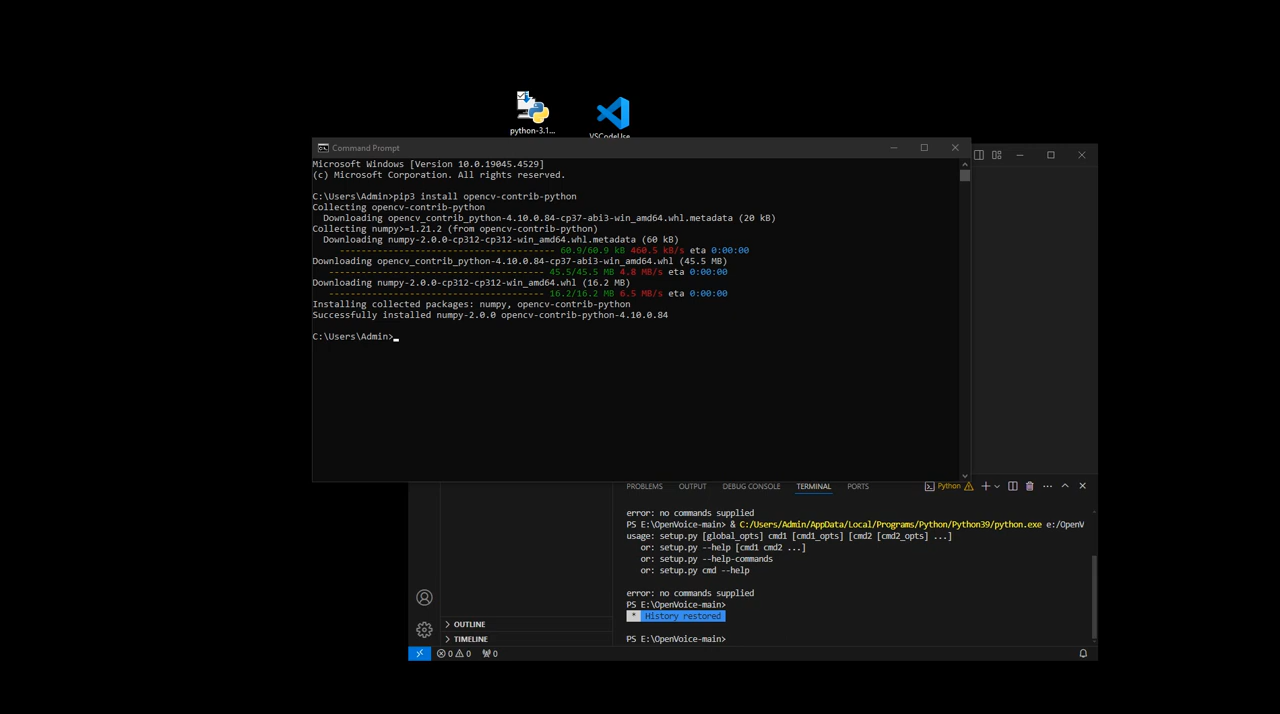 python-3.1...
VSCodeUse
Command Prompt
Microsoft Windows [Version 10.0.19045.4529]
(c) Microsoft Corporation. All rights reserved.
C:\Users\Admin>pip3 install opencv-contrib-python
Collecting opencv-contrib-python
Downloading opencv_contrib_python-4.10.0.84-cp37-abi3-win_amd64.whl.metadata (20 kB)
Collecting numpy>=1.21.2 (from opencv-contrib-python)
Downloading numpy-2.0.0-cp312-cp312-win_amd64.whl.metadata (60 kB)
---------------------------------------- 60.9/60.9 kB 460.5 kB/s eta 0:00:00
Downloading opencv_contrib_python-4.10.0.84-cp37-abi3-win_amd64.whl (45.5 MB)
---------------------------------------- 45.5/45.5 MB 4.8 MB/s eta 0:00:00
Downloading numpy-2.0.0-cp312-cp312-win_amd64.whl (16.2 MB)
---------------------------------------- 16.2/16.2 MB 6.5 MB/s eta 0:00:00
Installing collected packages: numpy, opencv-contrib-python
Successfully installed numpy-2.0.0 opencv-contrib-python-4.10.0.84
C:\Users\Admin>
PROBLEMS OUTPUT DEBUG CONSOLE TERMINAL PORTS Python
error: no commands supplied
PS E:\OpenVoice-main> & C:/Users/Admin/AppData/Local/Programs/Python/Python39/python.exe e:/OpenV
usage: setup.py [global_opts] cmd1 [cmd1_opts] [cmd2 [cmd2_opts] ...]
or: setup.py --help [cmd1 cmd2 ...]
or: setup.py --help-commands
or: setup.py cmd --help
error: no commands supplied
PS E:\OpenVoice-main>
* History restored
PS E:\OpenVoice-main>
OUTLINE
TIMELINE
0 0 0